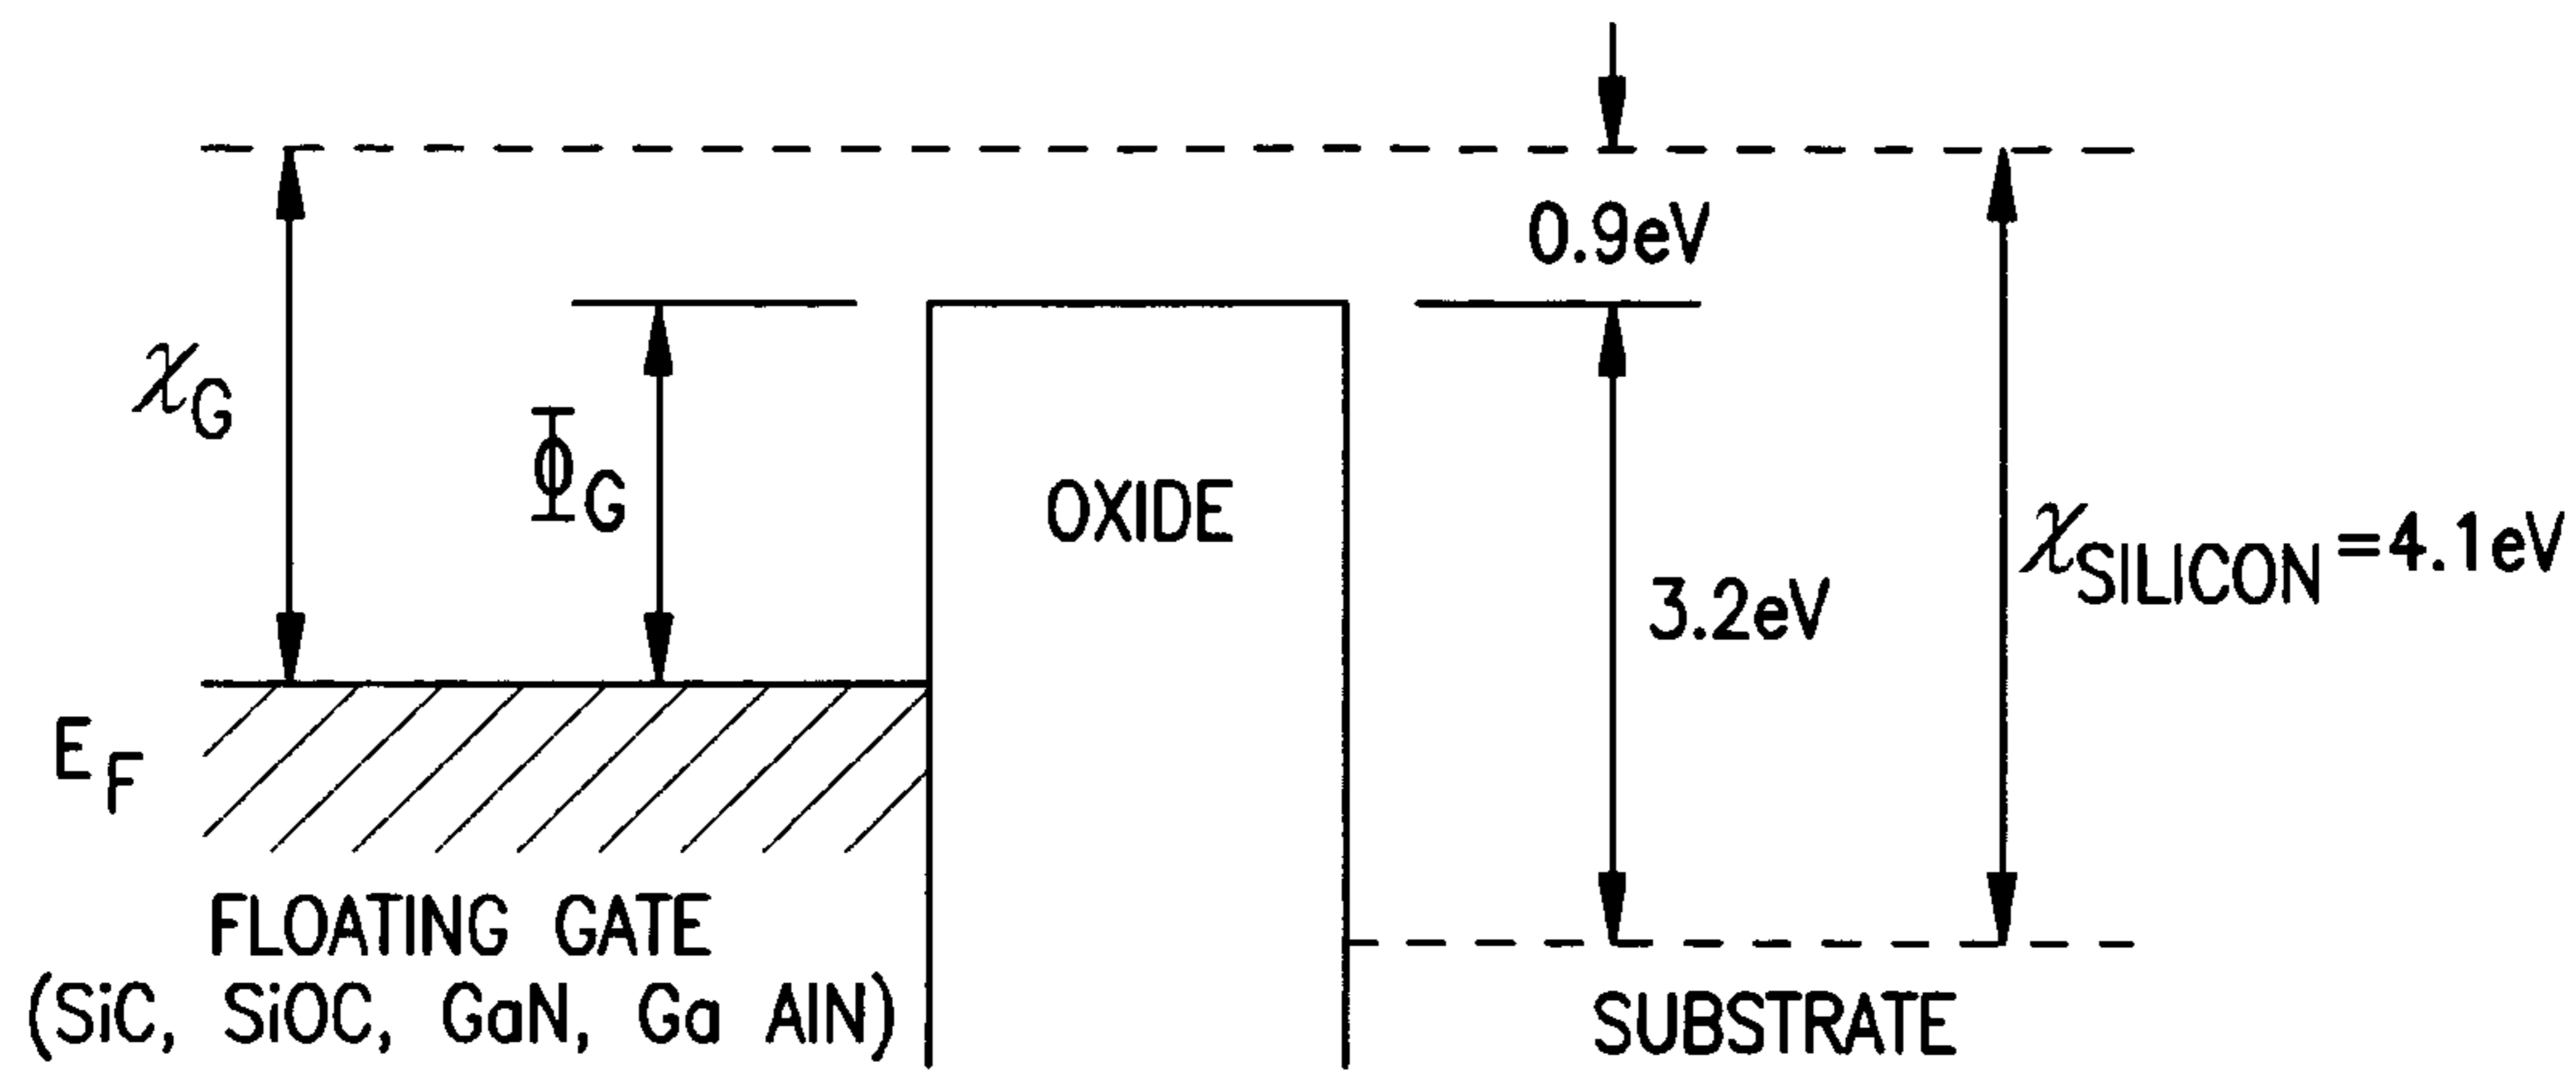 0.9eV
χG
ΦG
OXIDE
3.2eV
χSILICON=4.1eV
EF
FLOATING GATE
(SiC, SiOC, GaN, Ga AlN)
SUBSTRATE